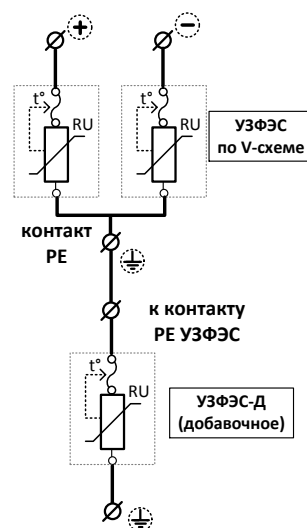 +
−
t°
RU
t°
RU
УЗФЭС
по V-схеме
контакт
PE
к контакту
PE УЗФЭС
t°
RU
УЗФЭС-Д
(добавочное)